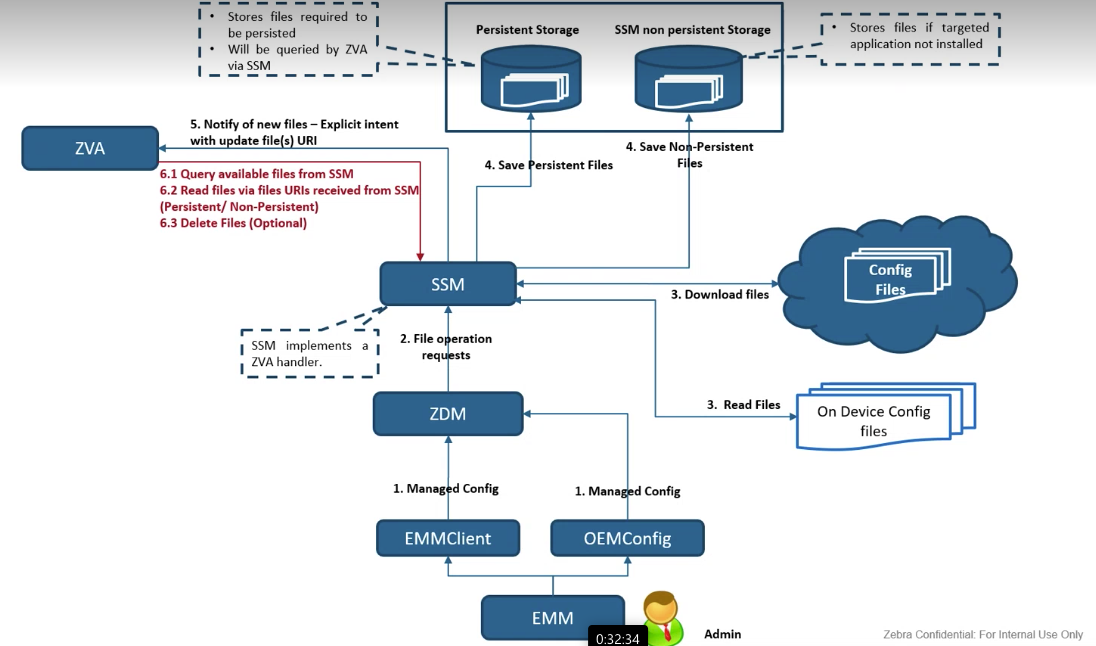 • Stores files required to
be persisted
• Will be queried by ZVA
via SSM
Persistent Storage
SSM non persistent Storage
• Stores files if targeted
application not installed
5. Notify of new files – Explicit intent
with update file(s) URI
ZVA
4. Save Persistent Files
4. Save Non-Persistent
Files
6.1 Query available files from SSM
6.2 Read files via files URIs received from SSM
(Persistent/ Non-Persistent)
6.3 Delete Files (Optional)
SSM
3. Download files
Config
Files
SSM implements a
ZVA handler.
2. File operation
requests
ZDM
3. Read Files
On Device Config
files
1. Managed Config
1. Managed Config
EMMClient
OEMConfig
EMM
0:32:34
Admin
Zebra Confidential: For Internal Use Only